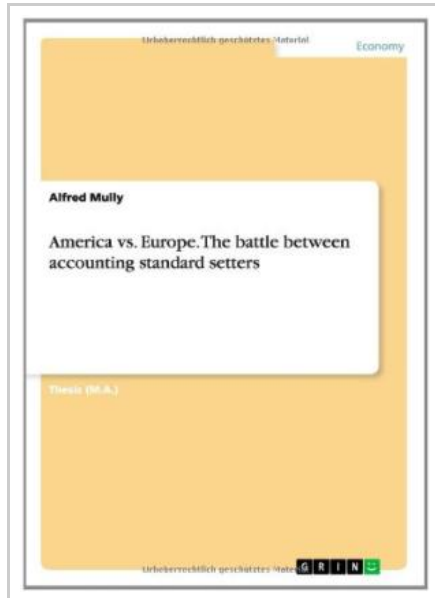 Urheberrechtlich geschütztes Material
Economy
Alfred Mully
America vs. Europe. The battle between
accounting standard setters
Thesis (M.A.)
Urheberrechtlich geschütztes Material
GRIN